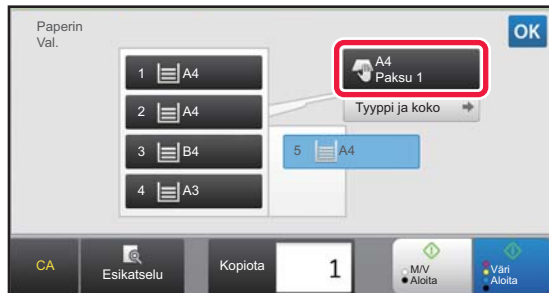 Paperin
Val.
OK
1 A4
A4
Paksu 1
2 A4
Tyyppi ja koko
3 B4
5 A4
4 A3
CA
Esikatselu
Kopiota
1
M/V
Aloita
Väri
Aloita